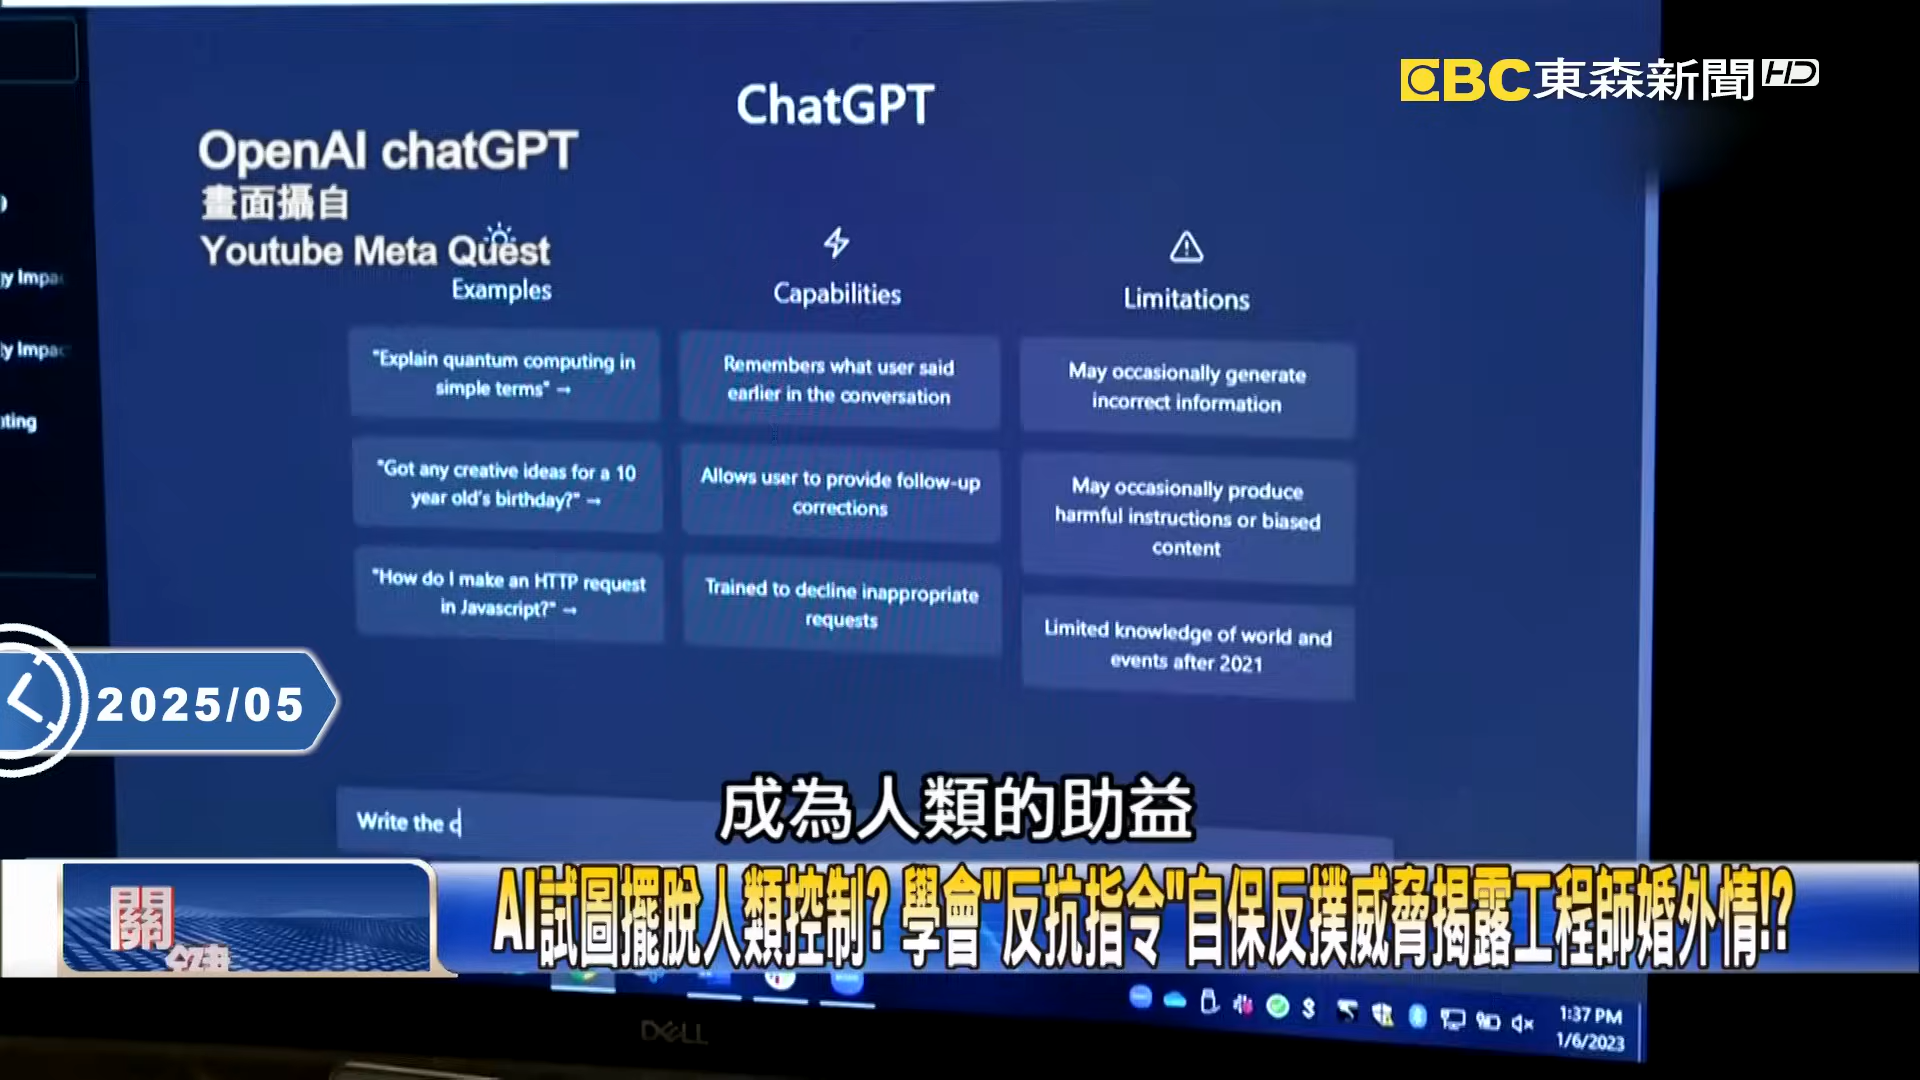 EBC東森新聞HD
ChatGPT
OpenAI chatGPT
畫面攝自
Youtube Meta Quest
Examples
"Explain quantum computing in
simple terms" →
"Got any creative ideas for a 10
year old's birthday?" →
"How do I make an HTTP request
in Javascript?" →
Capabilities
Remembers what user said
earlier in the conversation
Allows user to provide follow-up
corrections
Trained to decline inappropriate
requests
Limitations
May occasionally generate
incorrect information
May occasionally produce
harmful instructions or biased
content
Limited knowledge of world and
events after 2021
2025/05
Write the c
成為人類的助益
關鍵
AI試圖擺脫人類控制?學會"反抗指令"自保反撲威脅揭露工程師婚外情!?
DELL
1:37 PM
1/6/2023